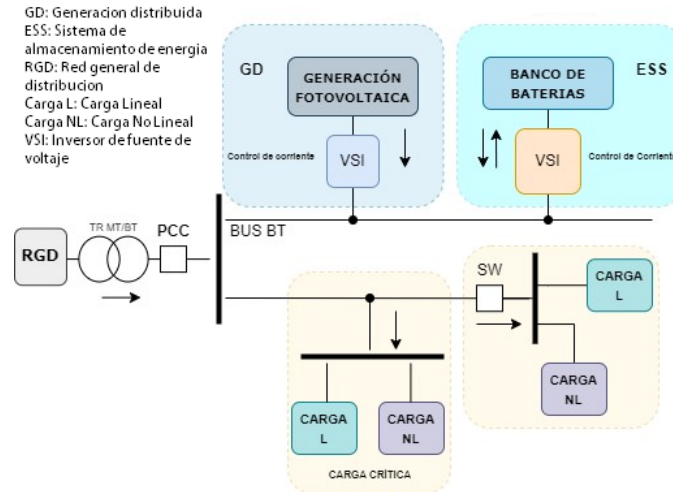 GD: Generacion distribuida
ESS: Sistema de
almacenamiento de energia
RGD: Red general de
distribucion
Carga L: Carga Lineal
Carga NL: Carga No Lineal
VSI: Inversor de fuente de
voltaje
GD
GENERACIÓN
FOTOVOLTAICA
Control de corriente
VSI
BANCO DE
BATERIAS
ESS
VSI
Control de Corriente
RGD
TR MT/BT
PCC
BUS BT
SW
CARGA
L
CARGA
NL
CARGA
L
CARGA
NL
CARGA CRÍTICA